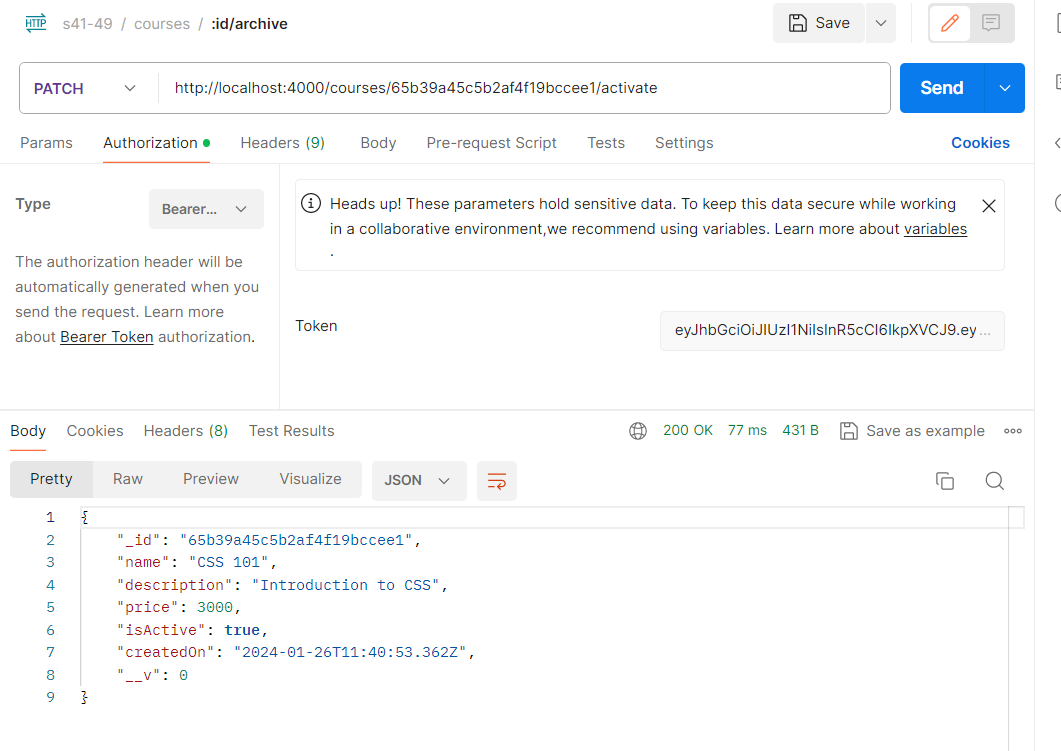 HTTP s41-49 / courses / :id/archive Save
PATCH http://localhost:4000/courses/65b39a45c5b2af4f19bccee1/activate Send
Params Authorization Headers (9) Body Pre-request Script Tests Settings Cookies
Type Bearer...
Heads up! These parameters hold sensitive data. To keep this data secure while working
in a collaborative environment,we recommend using variables. Learn more about variables
.
The authorization header will be
automatically generated when you
send the request. Learn more
about Bearer Token authorization.
Token eyJhbGciOiJIUzI1NiIsInR5cCI6IkpXVCJ9.ey...
Body Cookies Headers (8) Test Results 200 OK 77 ms 431 B Save as example
Pretty Raw Preview Visualize JSON
1 {
2 "_id": "65b39a45c5b2af4f19bccee1",
3 "name": "CSS 101",
4 "description": "Introduction to CSS",
5 "price": 3000,
6 "isActive": true,
7 "createdOn": "2024-01-26T11:40:53.362Z",
8 "__v": 0
9 }